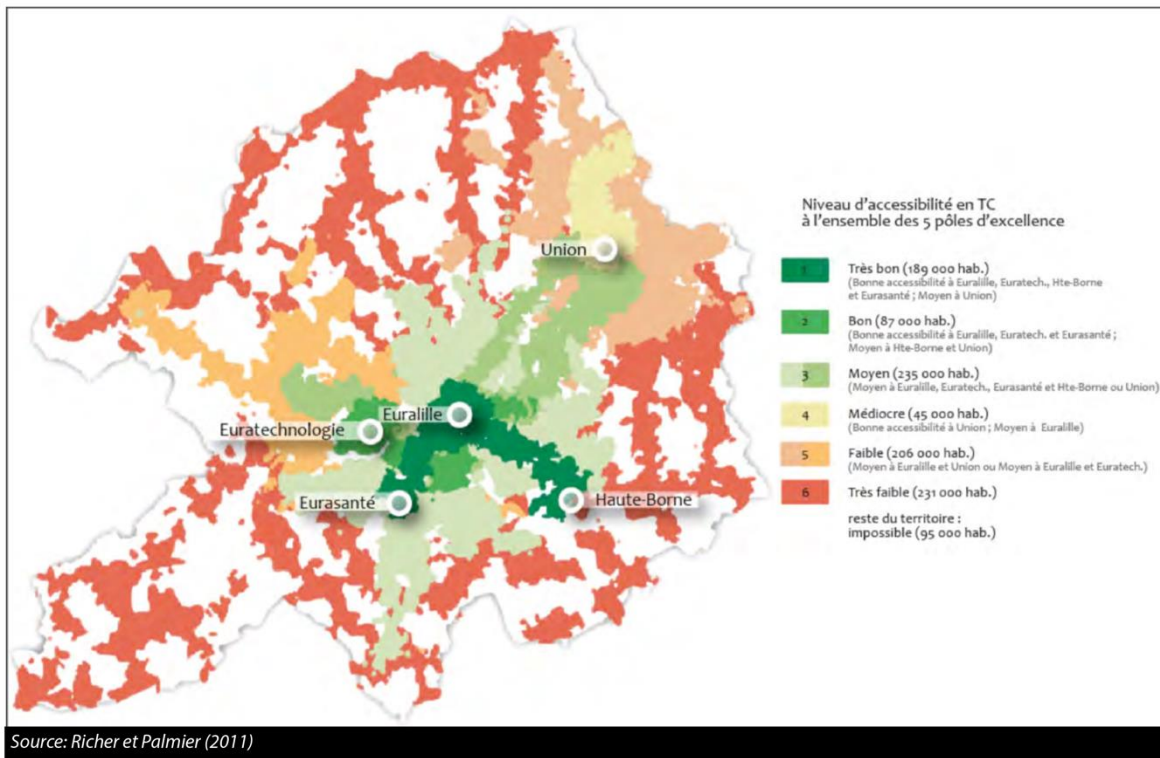 Union
Euralille
Euratechnologie
Eurasanté
Haute-Borne
Niveau d'accessibilité en TC
à l'ensemble des 5 pôles d'excellence
1 Très bon (189 000 hab.)
(Bonne accessibilité à Euralille, Euratech., Hte-Borne
et Eurasanté ; Moyen à Union)
2 Bon (87 000 hab.)
(Bonne accessibilité à Euralille, Euratech. et Eurasanté ;
Moyen à Hte-Borne et Union)
3 Moyen (235 000 hab.)
(Moyen à Euralille, Euratech., Eurasanté et Hte-Borne ou Union)
4 Médiocre (45 000 hab.)
(Bonne accessibilité à Union ; Moyen à Euralille)
5 Faible (206 000 hab.)
(Moyen à Euralille et Union ou Moyen à Euralille et Euratech.)
6 Très faible (231 000 hab.)
reste du territoire :
impossible (95 000 hab.)
Source: Richer et Palmier (2011)